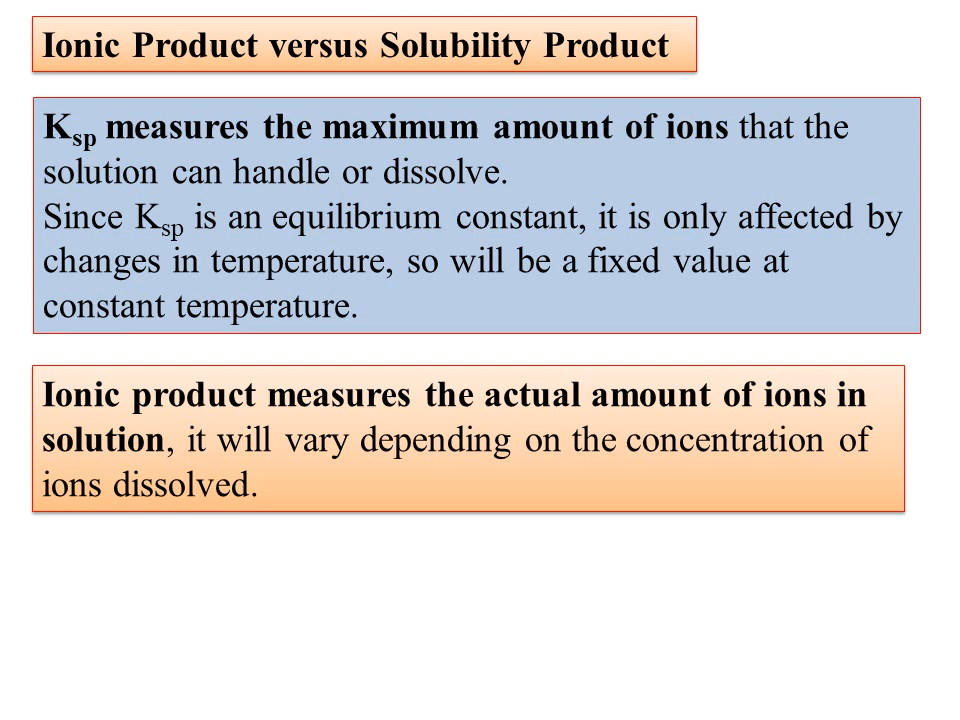 Ionic Product versus Solubility Product
Ksp measures the maximum amount of ions that the
solution can handle or dissolve.
Since Ksp is an equilibrium constant, it is only affected by
changes in temperature, so will be a fixed value at
constant temperature.
Ionic product measures the actual amount of ions in
solution, it will vary depending on the concentration of
ions dissolved.